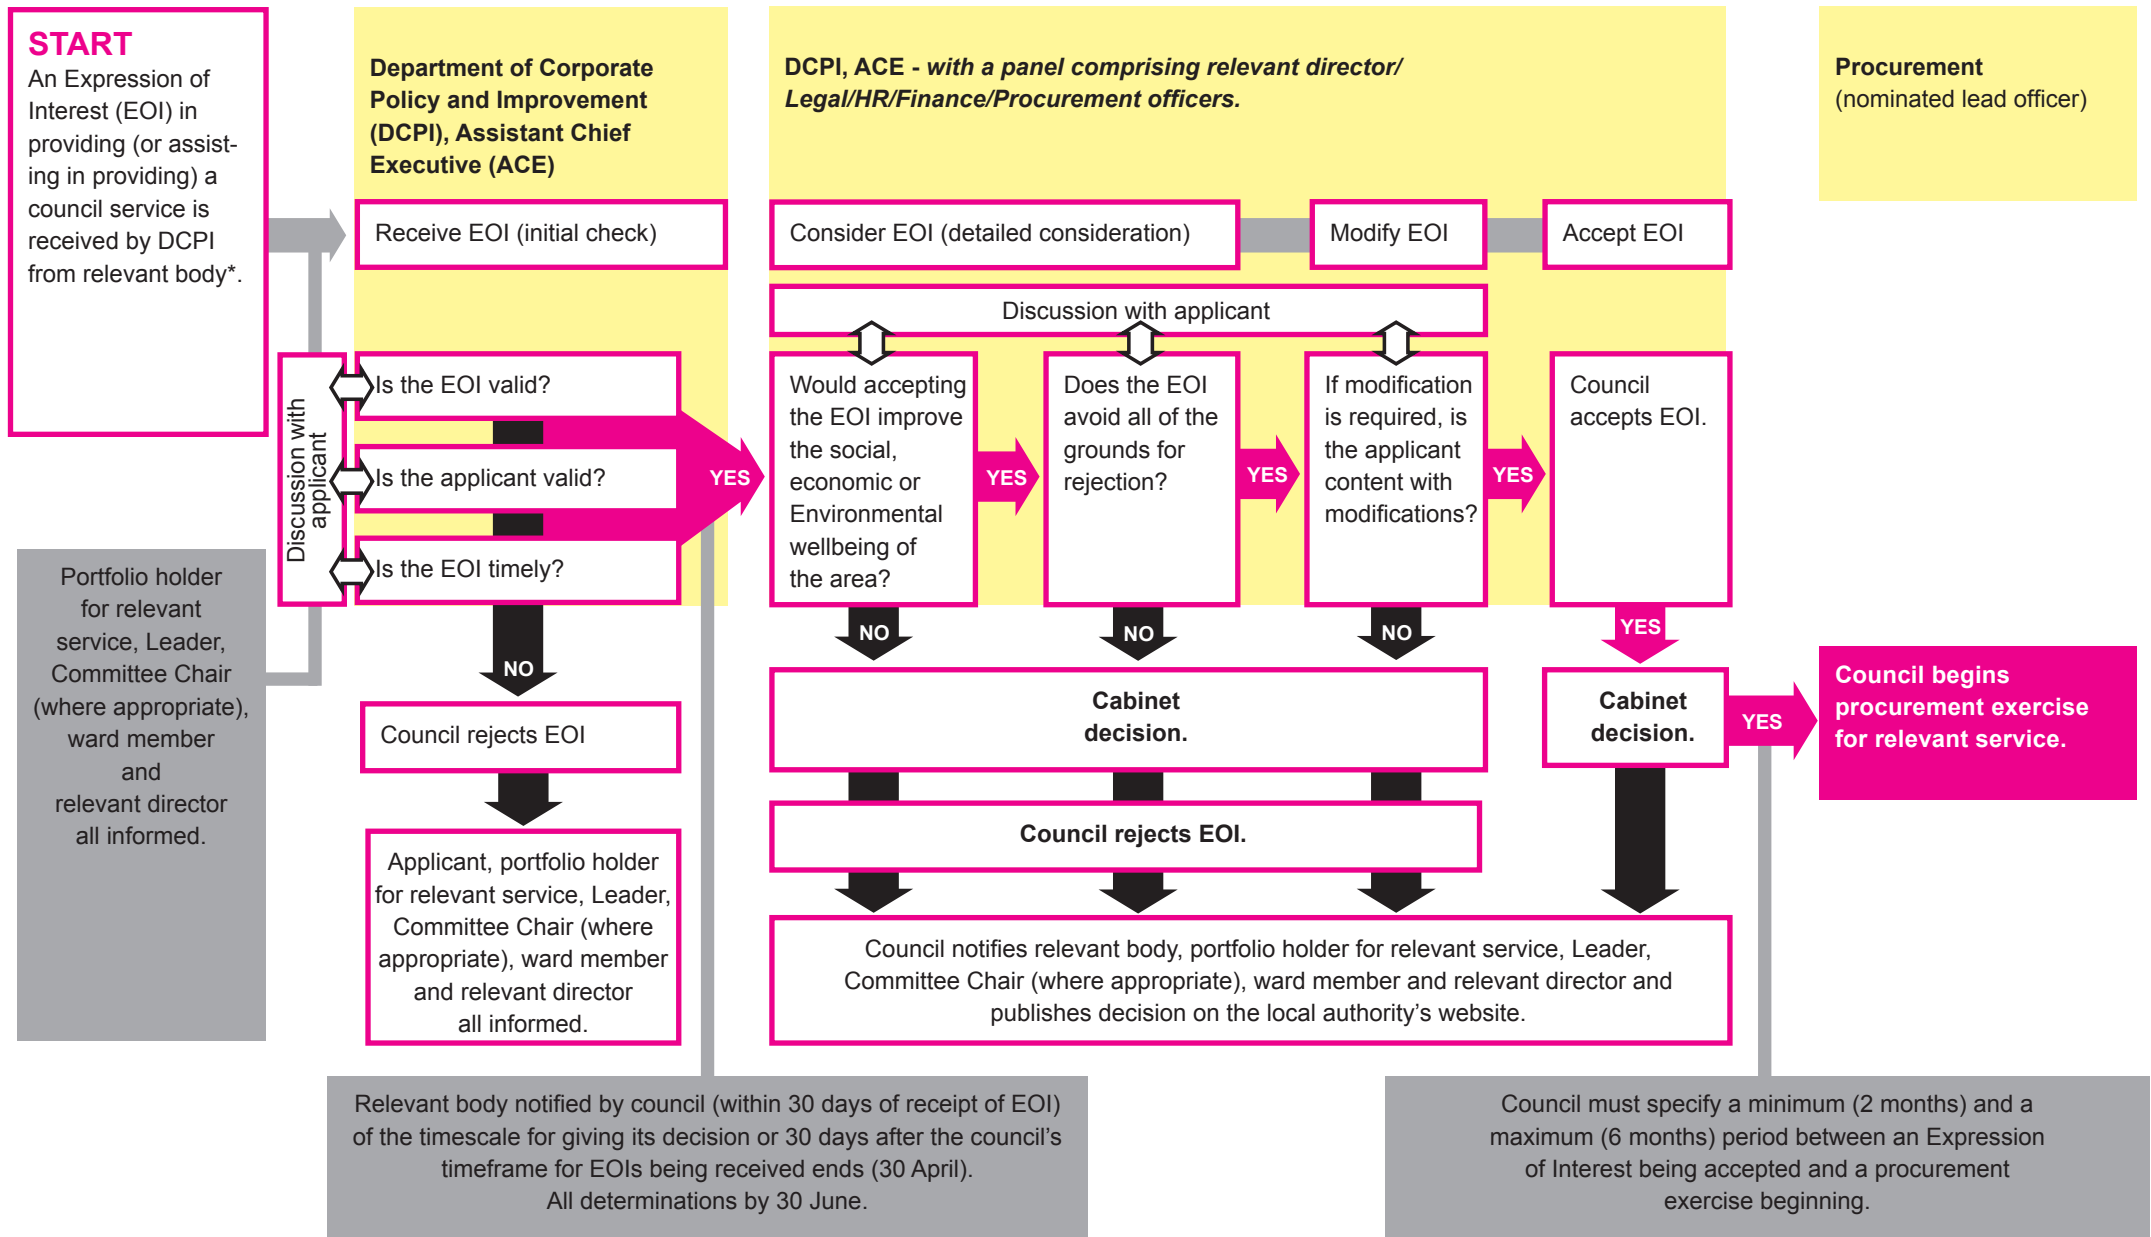 START
An Expression of
Interest (EOI) in
providing (or assist-
ing in providing) a
council service is
received by DCPI
from relevant body*.
Department of Corporate
Policy and Improvement
(DCPI), Assistant Chief
Executive (ACE)
DCPI, ACE - with a panel comprising relevant director/
Legal/HR/Finance/Procurement officers.
Procurement
(nominated lead officer)
Receive EOI (initial check)
Consider EOI (detailed consideration)
Modify EOI
Accept EOI
Discussion with applicant
Discussion with
applicant
Is the EOI valid?
Is the applicant valid?
Is the EOI timely?
YES
Would accepting
the EOI improve
the social,
economic or
Environmental
wellbeing of
the area?
YES
Does the EOI
avoid all of the
grounds for
rejection?
YES
If modification
is required, is
the applicant
content with
modifications?
YES
Council
accepts EOI.
Portfolio holder
for relevant
service, Leader,
Committee Chair
(where appropriate),
ward member
and
relevant director
all informed.
NO
NO
NO
NO
YES
Council rejects EOI
Cabinet
decision.
Cabinet
decision.
YES
Council begins
procurement exercise
for relevant service.
Council rejects EOI.
Applicant, portfolio holder
for relevant service, Leader,
Committee Chair (where
appropriate), ward member
and relevant director
all informed.
Council notifies relevant body, portfolio holder for relevant service, Leader,
Committee Chair (where appropriate), ward member and relevant director and
publishes decision on the local authority's website.
Relevant body notified by council (within 30 days of receipt of EOI)
of the timescale for giving its decision or 30 days after the council's
timeframe for EOIs being received ends (30 April).
All determinations by 30 June.
Council must specify a minimum (2 months) and a
maximum (6 months) period between an Expression
of Interest being accepted and a procurement
exercise beginning.